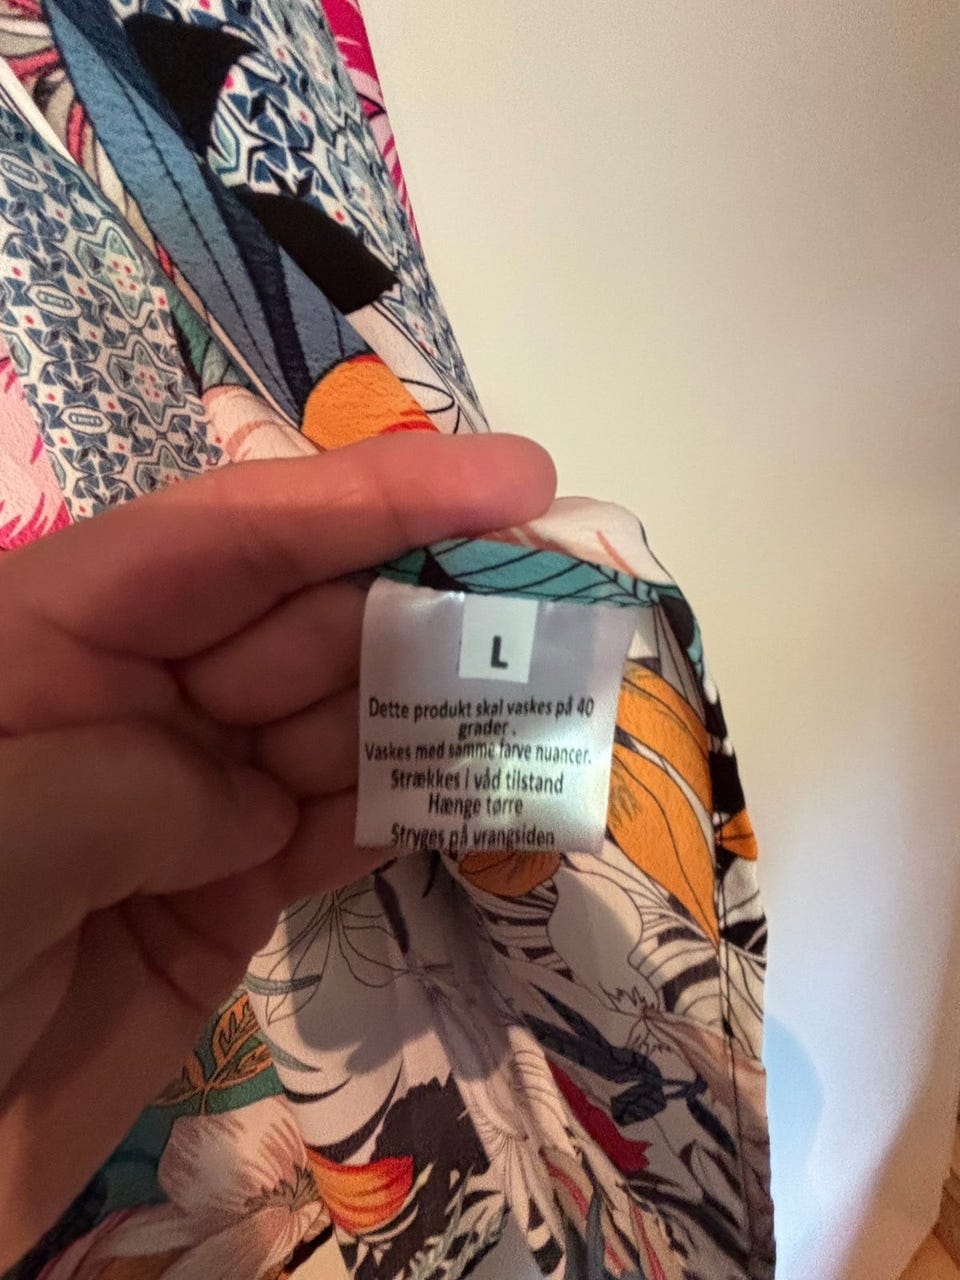 L
Dette produkt skal vaskes på 40
grader.
Vaskes med samme farve nuancer.
Strækkes i våd tilstand
Hænge tørre
Stryges på vrangsiden